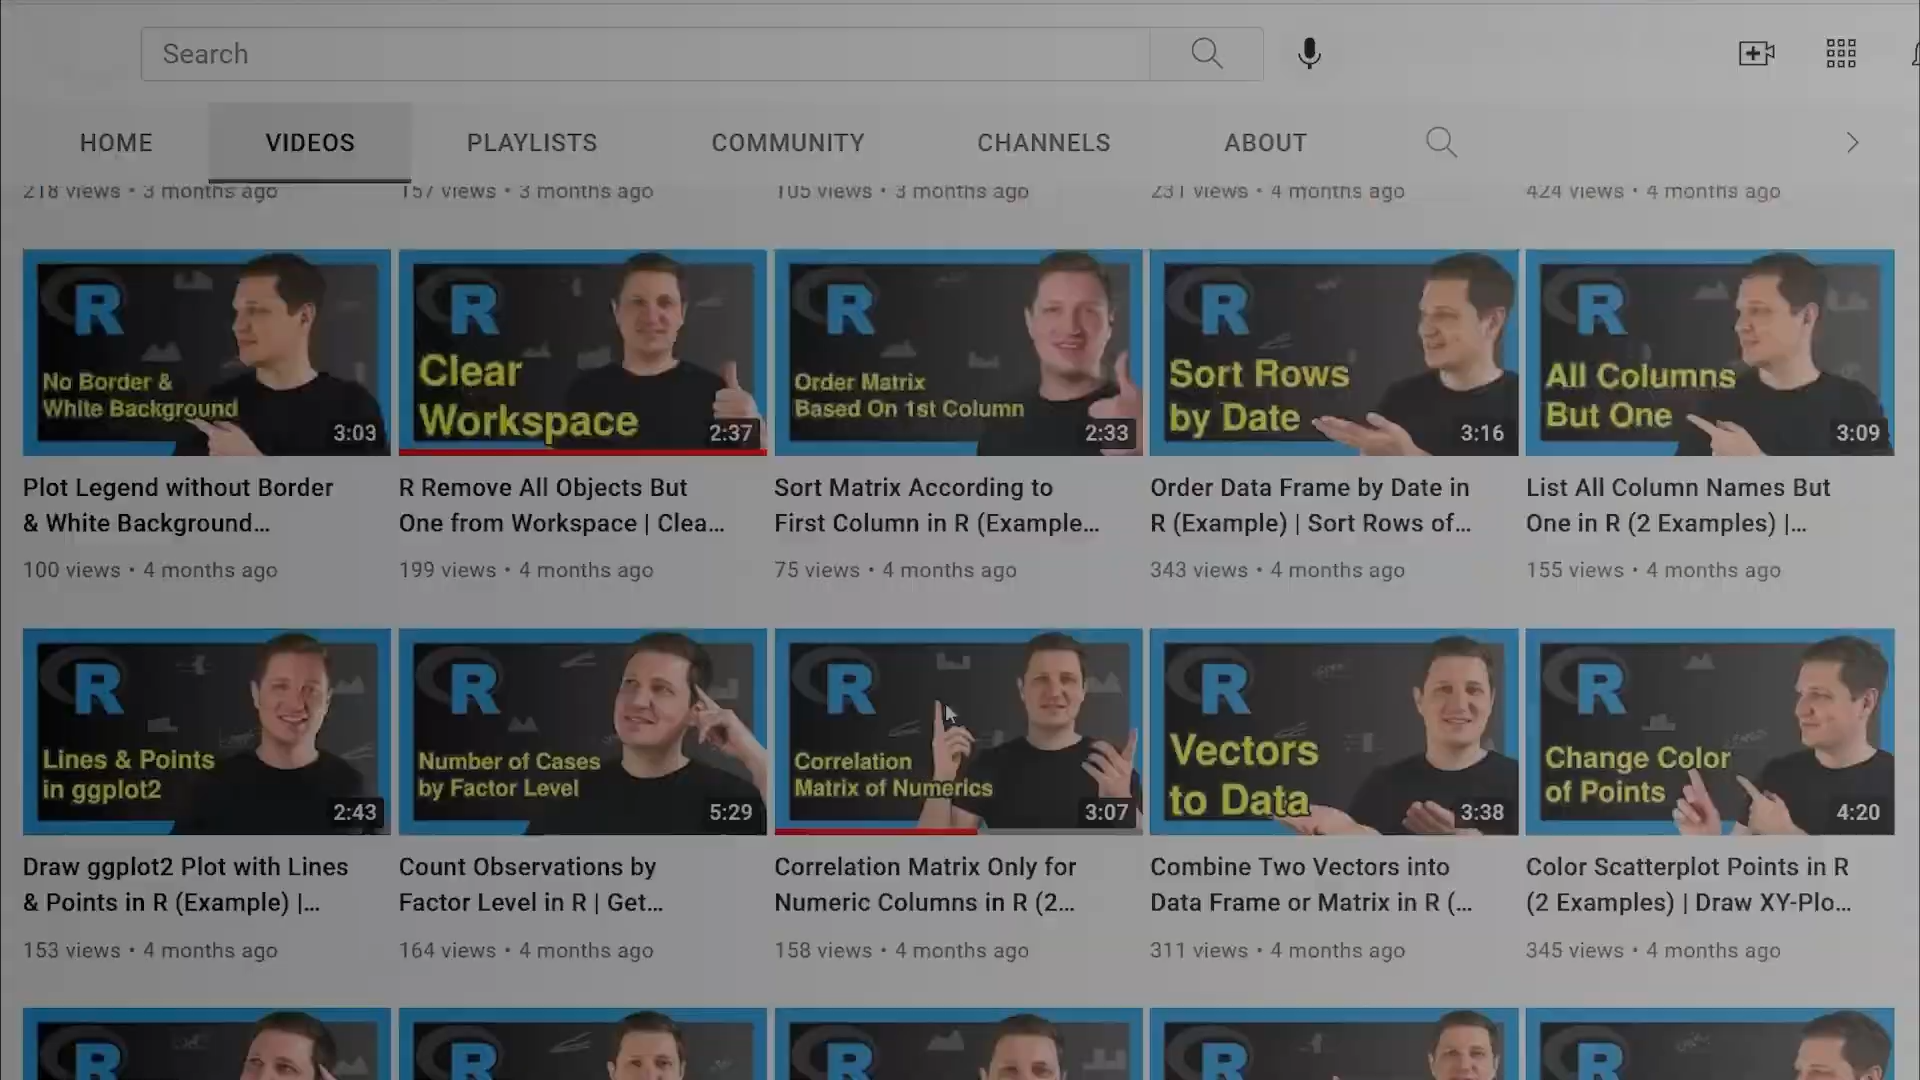 Search
HOME
VIDEOS
PLAYLISTS
COMMUNITY
CHANNELS
ABOUT
218 views • 3 months ago
157 views • 3 months ago
105 views • 3 months ago
231 views • 4 months ago
424 views • 4 months ago
R
No Border &
White Background
3:03
R
Clear
Workspace
2:37
R
Order Matrix
Based On 1st Column
2:33
R
Sort Rows
by Date
3:16
R
All Columns
But One
3:09
Plot Legend without Border
& White Background...
100 views • 4 months ago
R Remove All Objects But
One from Workspace | Clea...
199 views • 4 months ago
Sort Matrix According to
First Column in R (Example...
75 views • 4 months ago
Order Data Frame by Date in
R (Example) | Sort Rows of...
343 views • 4 months ago
List All Column Names But
One in R (2 Examples) |...
155 views • 4 months ago
R
Lines & Points
in ggplot2
2:43
R
Number of Cases
by Factor Level
5:29
R
Correlation
Matrix of Numerics
3:07
R
Vectors
to Data
3:38
R
Change Color
of Points
4:20
Draw ggplot2 Plot with Lines
& Points in R (Example) |...
153 views • 4 months ago
Count Observations by
Factor Level in R | Get...
164 views • 4 months ago
Correlation Matrix Only for
Numeric Columns in R (2...
158 views • 4 months ago
Combine Two Vectors into
Data Frame or Matrix in R (...
311 views • 4 months ago
Color Scatterplot Points in R
(2 Examples) | Draw XY-Plo...
345 views • 4 months ago
R
R
R
R
R